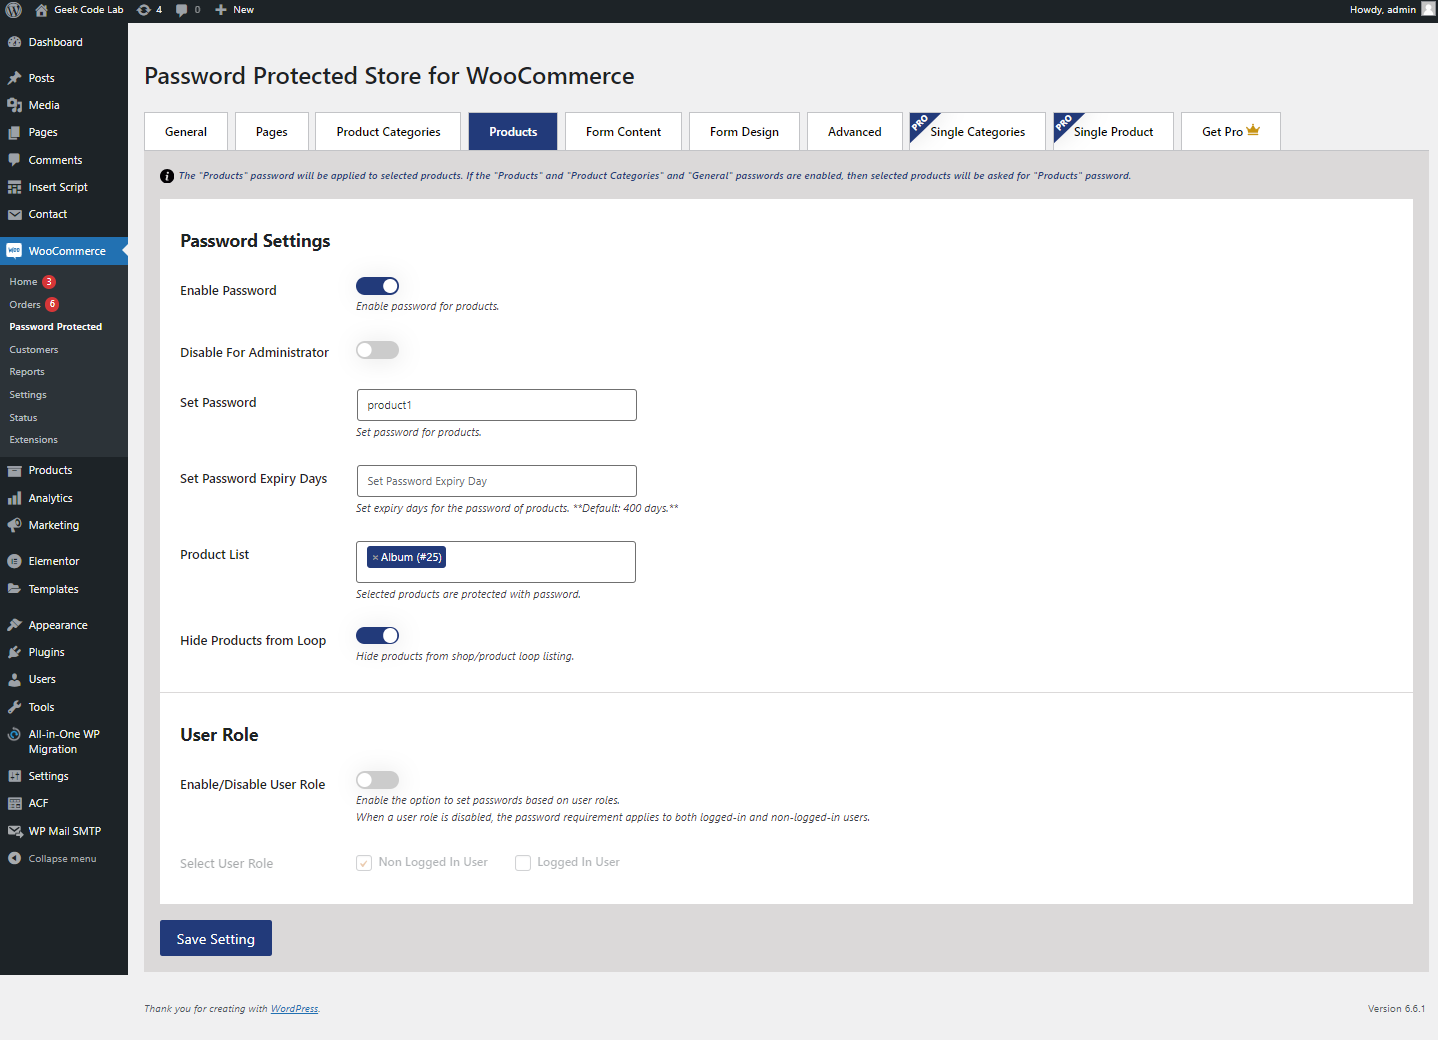 Geek Code Lab 4 0 New Howdy, admin
Dashboard
Posts
Media
Pages
Comments
Insert Script
Contact
WooCommerce
Home 3
Orders 6
Password Protected
Customers
Reports
Settings
Status
Extensions
Products
Analytics
Marketing
Elementor
Templates
Appearance
Plugins
Users
Tools
All-in-One WP
Migration
Settings
ACF
WP Mail SMTP
Collapse menu
Password Protected Store for WooCommerce
General Pages Product Categories Products Form Content Form Design Advanced PRO Single Categories PRO Single Product Get Pro
The "Products" password will be applied to selected products. If the "Products" and "Product Categories" and "General" passwords are enabled, then selected products will be asked for "Products" password.
Password Settings
Enable Password
Enable password for products.
Disable For Administrator
Set Password product1
Set password for products.
Set Password Expiry Days Set Password Expiry Day
Set expiry days for the password of products. **Default: 400 days.**
Product List × Album (#25)
Selected products are protected with password.
Hide Products from Loop
Hide products from shop/product loop listing.
User Role
Enable/Disable User Role
Enable the option to set passwords based on user roles.
When a user role is disabled, the password requirement applies to both logged-in and non-logged-in users.
Select User Role Non Logged In User Logged In User
Save Setting
Thank you for creating with WordPress. Version 6.6.1